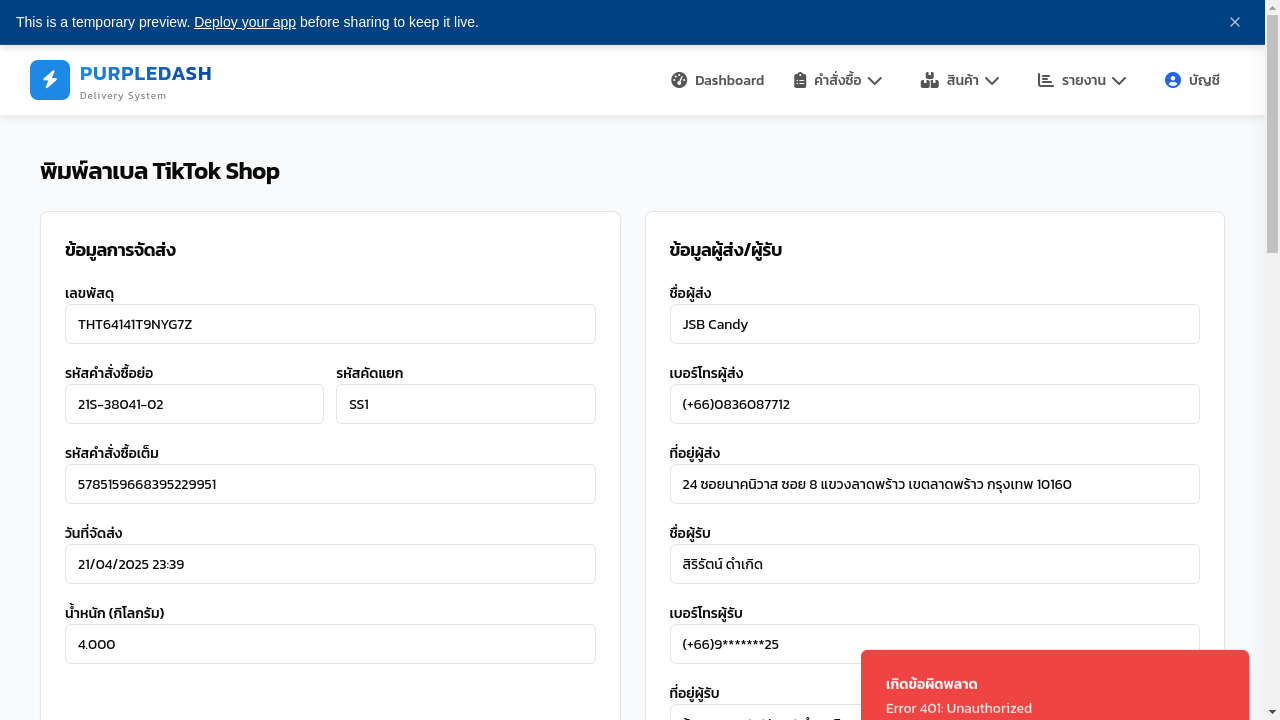 This is a temporary preview. Deploy your app before sharing to keep it live.
PURPLEDASH
Delivery System
Dashboard
คำสั่งซื้อ
สินค้า
รายงาน
บัญชี
พิมพ์ลาเบล TikTok Shop
ข้อมูลการจัดส่ง
เลขพัสดุ
THT64141T9NYG7Z
รหัสคำสั่งซื้อย่อ
รหัสคัดแยก
21S-38041-02
SS1
รหัสคำสั่งซื้อเต็ม
5785159668395229951
วันที่จัดส่ง
21/04/2025 23:39
น้ำหนัก (กิโลกรัม)
4.000
ข้อมูลผู้ส่ง/ผู้รับ
ชื่อผู้ส่ง
JSB Candy
เบอร์โทรผู้ส่ง
(+66)0836087712
ที่อยู่ผู้ส่ง
24 ซอยนาคนิวาส ซอย 8 แขวงลาดพร้าว เขตลาดพร้าว กรุงเทพ 10160
ชื่อผู้รับ
สิริรัตน์ ดำเกิด
เบอร์โทรผู้รับ
(+66)9*******25
ที่อยู่ผู้รับ
เกิดข้อผิดพลาด
Error 401: Unauthorized